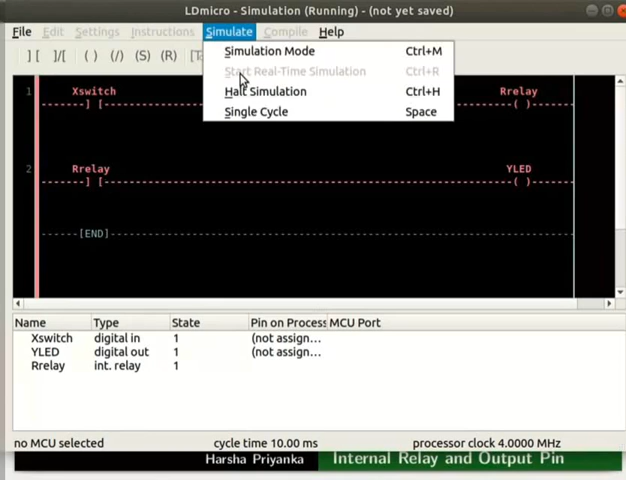 LDmicro - Simulation (Running) - (not yet saved)
File Edit Settings Instructions Simulate Compile Help
] [ ]/[ ( ) (/) (S) (R)
Simulation Mode Ctrl+M
Start Real-Time Simulation Ctrl+R
Halt Simulation Ctrl+H
Single Cycle Space
1 Xswitch Rrelay
] [ ( )
2 Rrelay YLED
] [ ( )
[END]
Name Type State Pin on Process MCU Port
Xswitch digital in 1 (not assign...
YLED digital out 1 (not assign...
Rrelay int. relay 1
no MCU selected cycle time 10.00 ms processor clock 4.0000 MHz
Harsha Priyanka Internal Relay and Output Pin